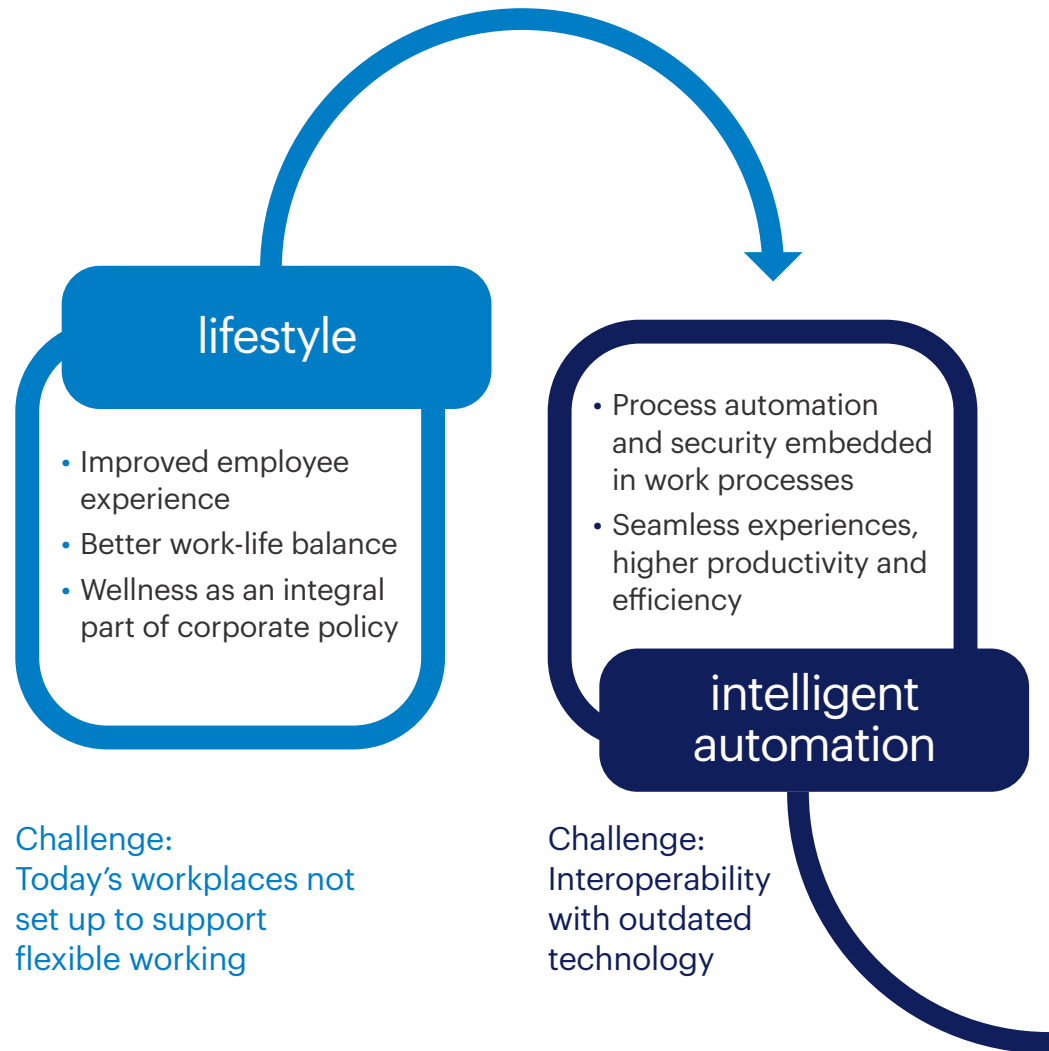 lifestyle
• Improved employee
experience
• Better work-life balance
• Wellness as an integral
part of corporate policy
Challenge:
Today’s workplaces not
set up to support
flexible working
• Process automation
and security embedded
in work processes
• Seamless experiences,
higher productivity and
efficiency
intelligent
automation
Challenge:
Interoperability
with outdated
technology